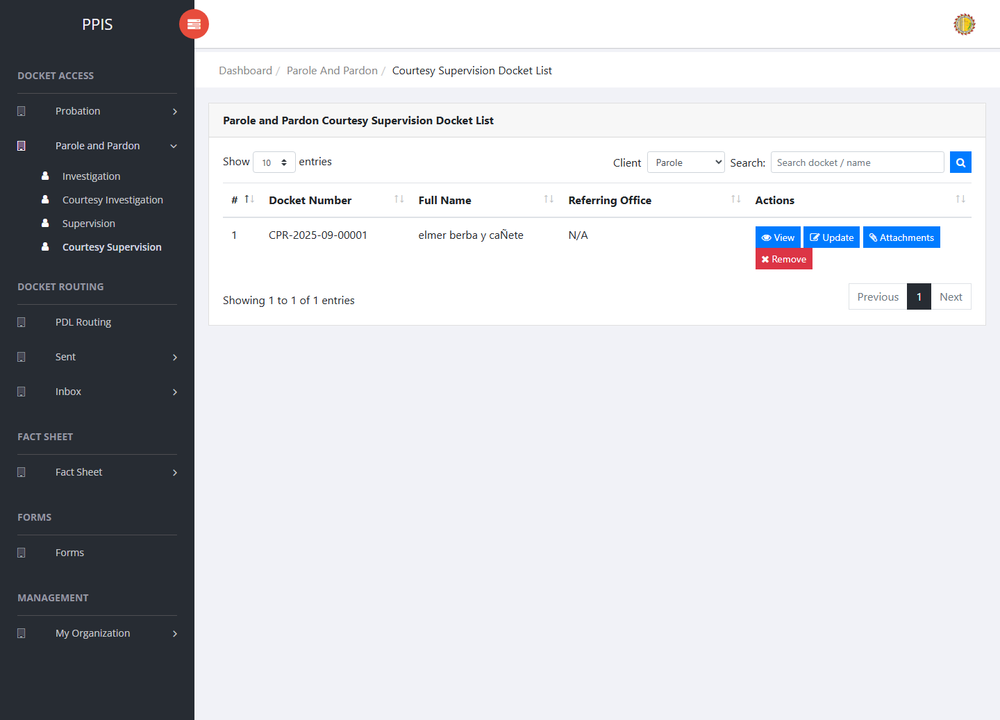 PPIS
DOCKET ACCESS
Probation
Parole and Pardon
Investigation
Courtesy Investigation
Supervision
Courtesy Supervision
DOCKET ROUTING
PDL Routing
Sent
Inbox
FACT SHEET
Fact Sheet
FORMS
Forms
MANAGEMENT
My Organization
Dashboard / Parole And Pardon / Courtesy Supervision Docket List
Parole and Pardon Courtesy Supervision Docket List
Show 10 entries Client Parole Search: Search docket / name
# Docket Number Full Name Referring Office Actions
1 CPR-2025-09-00001 elmer berba y caÑete N/A View Update Attachments
Remove
Showing 1 to 1 of 1 entries Previous 1 Next